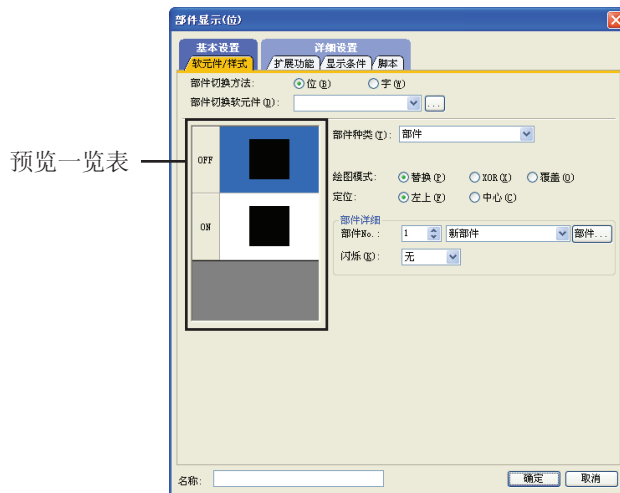 部件显示(位)
基本设置 详细设置
软元件/样式 扩展功能 显示条件 脚本
部件切换方法: 位(B) 字(W)
部件切换软元件(D): ...
预览一览表
OFF
ON
部件种类(T): 部件
绘图模式: 替换(P) XOR(X) 覆盖(O)
定位: 左上(F) 中心(C)
部件详细
部件No.: 1 新部件 部件...
闪烁(K): 无
名称: 确定 取消